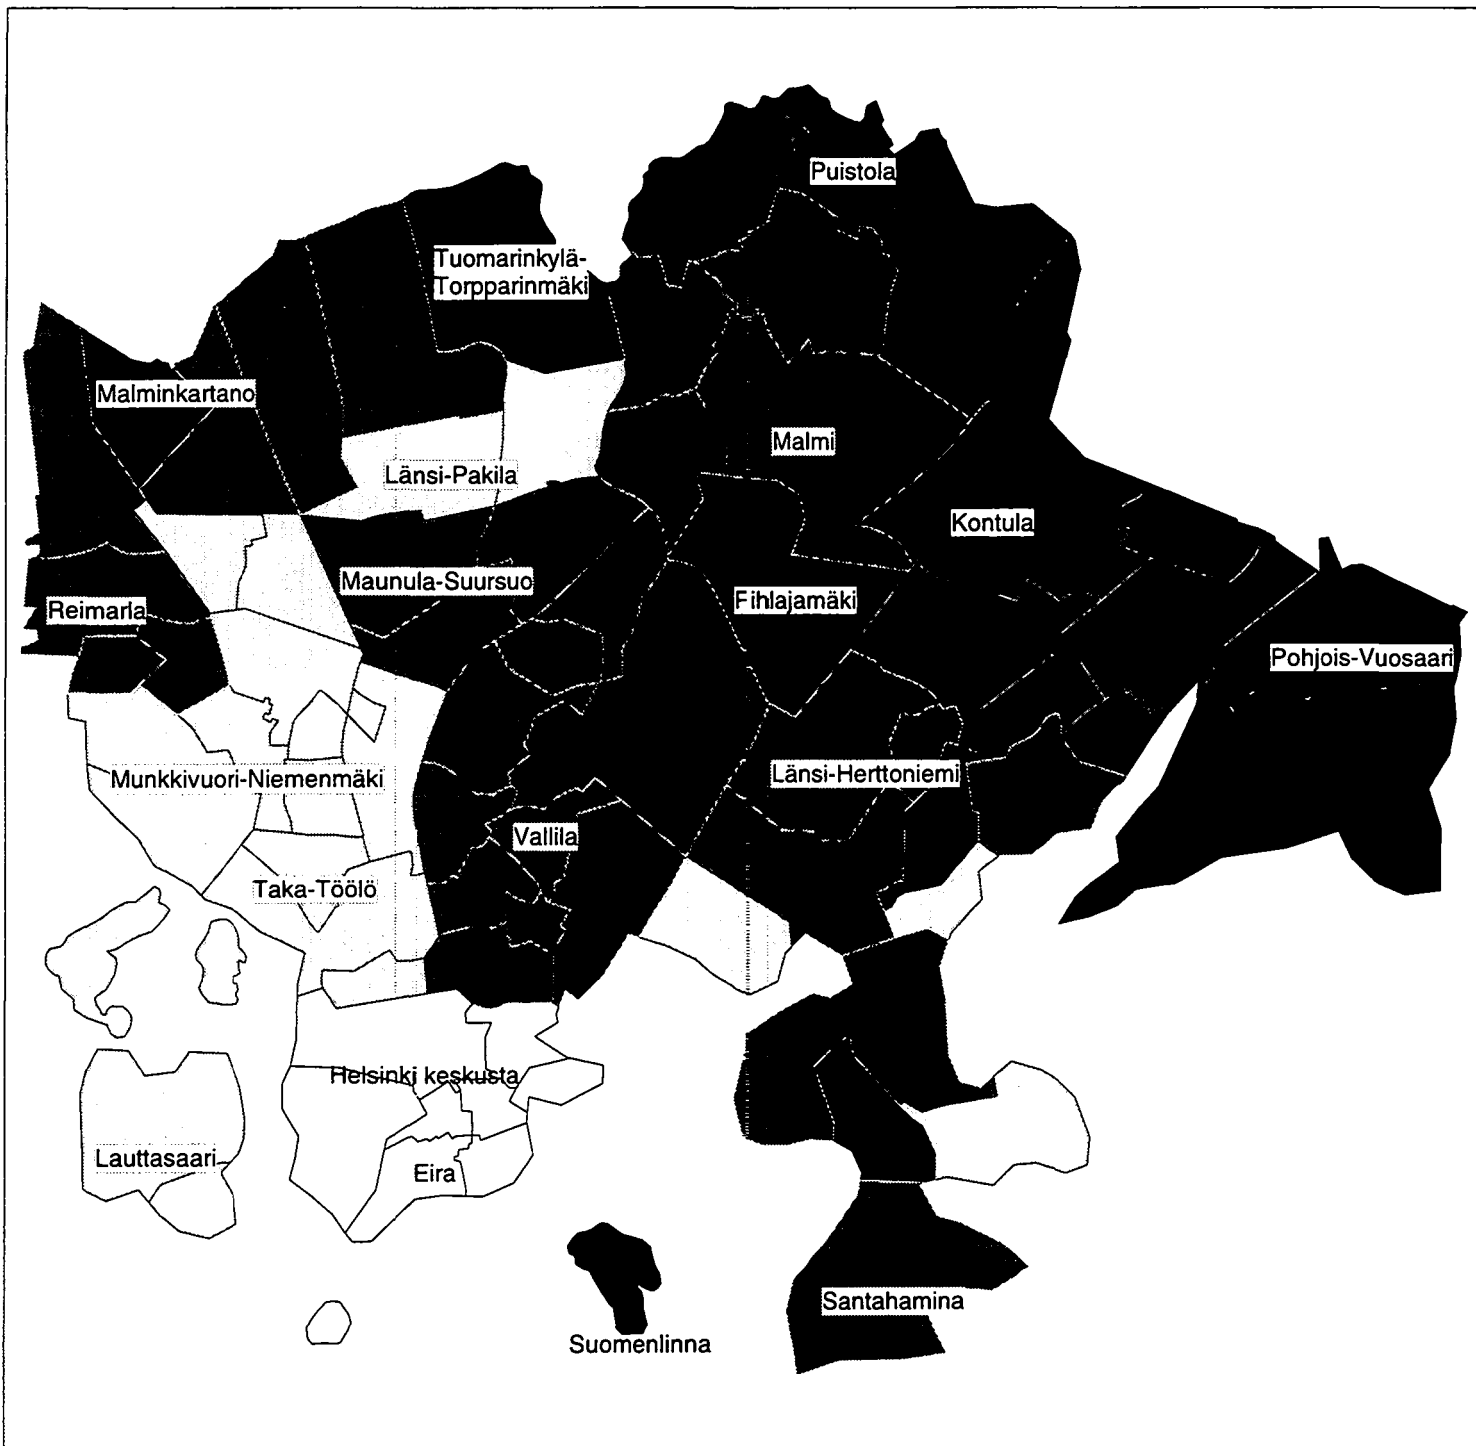 Puistola
Tuomarinkylä-
Torpparinmäki
Malminkartano
Malmi
Länsi-Pakila
Kontula
Maunula-Suursuo
Reimarla
Fihlajamäki
Pohjois-Vuosaari
Munkkivuori-Niemenmäki
Länsi-Herttoniemi
Vallila
Taka-Töölö
Helsinki keskusta
Lauttasaari
Eira
Santahamina
Suomenlinna